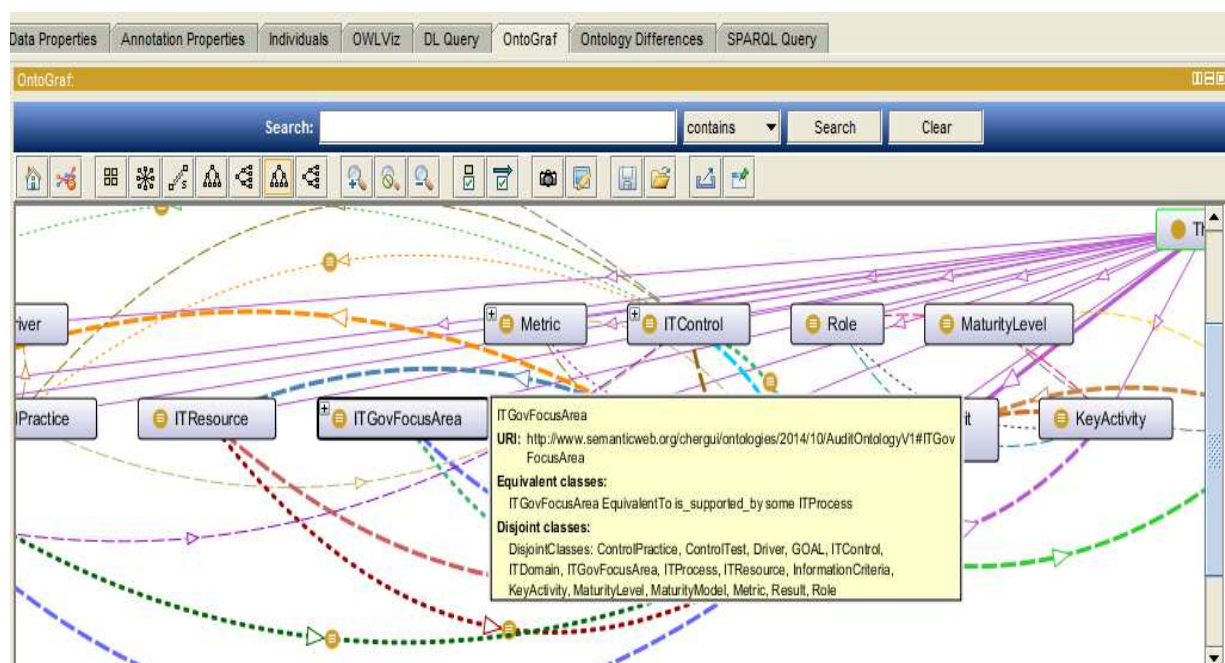 Data Properties Annotation Properties Individuals OWLViz DL Query OntoGraf Ontology Differences SPARQL Query
OntoGraf:
Search: contains Search Clear
Th
river Metric ITControl Role MaturityLevel
lPractice ITResource ITGovFocusArea it KeyActivity
ITGovFocusArea
URI: http://www.semanticweb.org/chergui/ontologies/2014/10/AuditOntologyV1#ITGov
FocusArea
Equivalent classes:
ITGovFocusArea EquivalentTo is_supported_by some ITProcess
Disjoint classes:
DisjointClasses: ControlPractice, ControlTest, Driver, GOAL, ITControl,
ITDomain, ITGovFocusArea, ITProcess, ITResource, InformationCriteria,
KeyActivity, MaturityLevel, MaturityModel, Metric, Result, Role